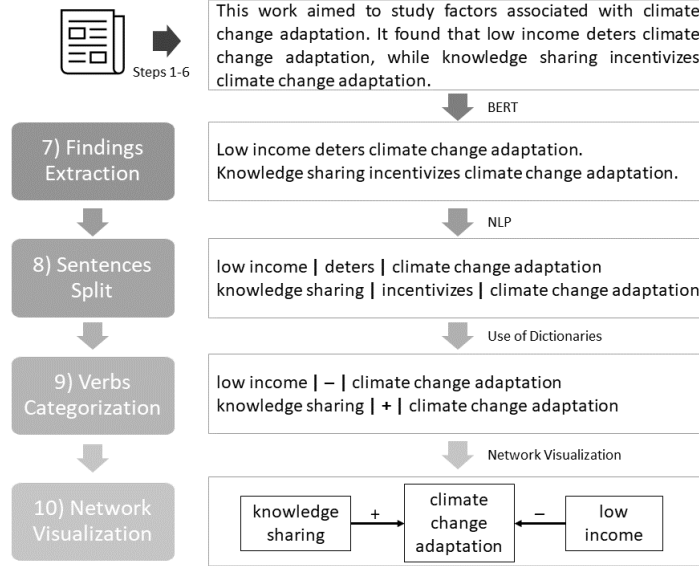 This work aimed to study factors associated with climate
change adaptation. It found that low income deters climate
change adaptation, while knowledge sharing incentivizes
climate change adaptation.
Steps 1-6
BERT
7) Findings
Extraction
Low income deters climate change adaptation.
Knowledge sharing incentivizes climate change adaptation.
NLP
8) Sentences
Split
low income | deters | climate change adaptation
knowledge sharing | incentivizes | climate change adaptation
Use of Dictionaries
9) Verbs
Categorization
low income | – | climate change adaptation
knowledge sharing | + | climate change adaptation
Network Visualization
10) Network
Visualization
knowledge
sharing
+
climate
change
adaptation
–
low
income